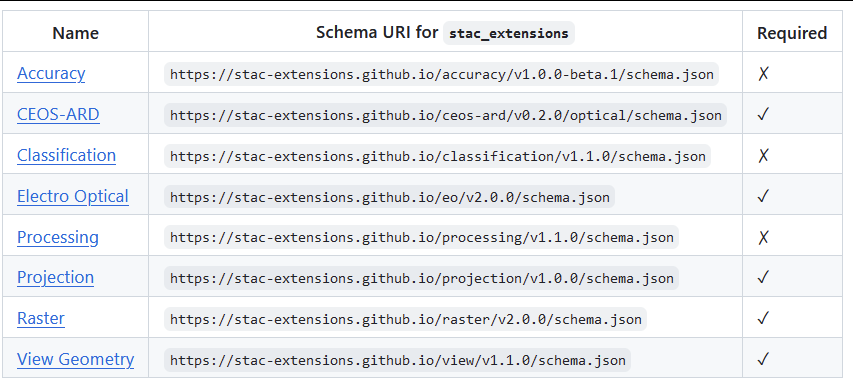 Name Schema URI for stac_extensions Required
Accuracy https://stac-extensions.github.io/accuracy/v1.0.0-beta.1/schema.json ✗
CEOS-ARD https://stac-extensions.github.io/ceos-ard/v0.2.0/optical/schema.json ✓
Classification https://stac-extensions.github.io/classification/v1.1.0/schema.json ✗
Electro Optical https://stac-extensions.github.io/eo/v2.0.0/schema.json ✓
Processing https://stac-extensions.github.io/processing/v1.1.0/schema.json ✗
Projection https://stac-extensions.github.io/projection/v1.0.0/schema.json ✓
Raster https://stac-extensions.github.io/raster/v2.0.0/schema.json ✓
View Geometry https://stac-extensions.github.io/view/v1.1.0/schema.json ✓